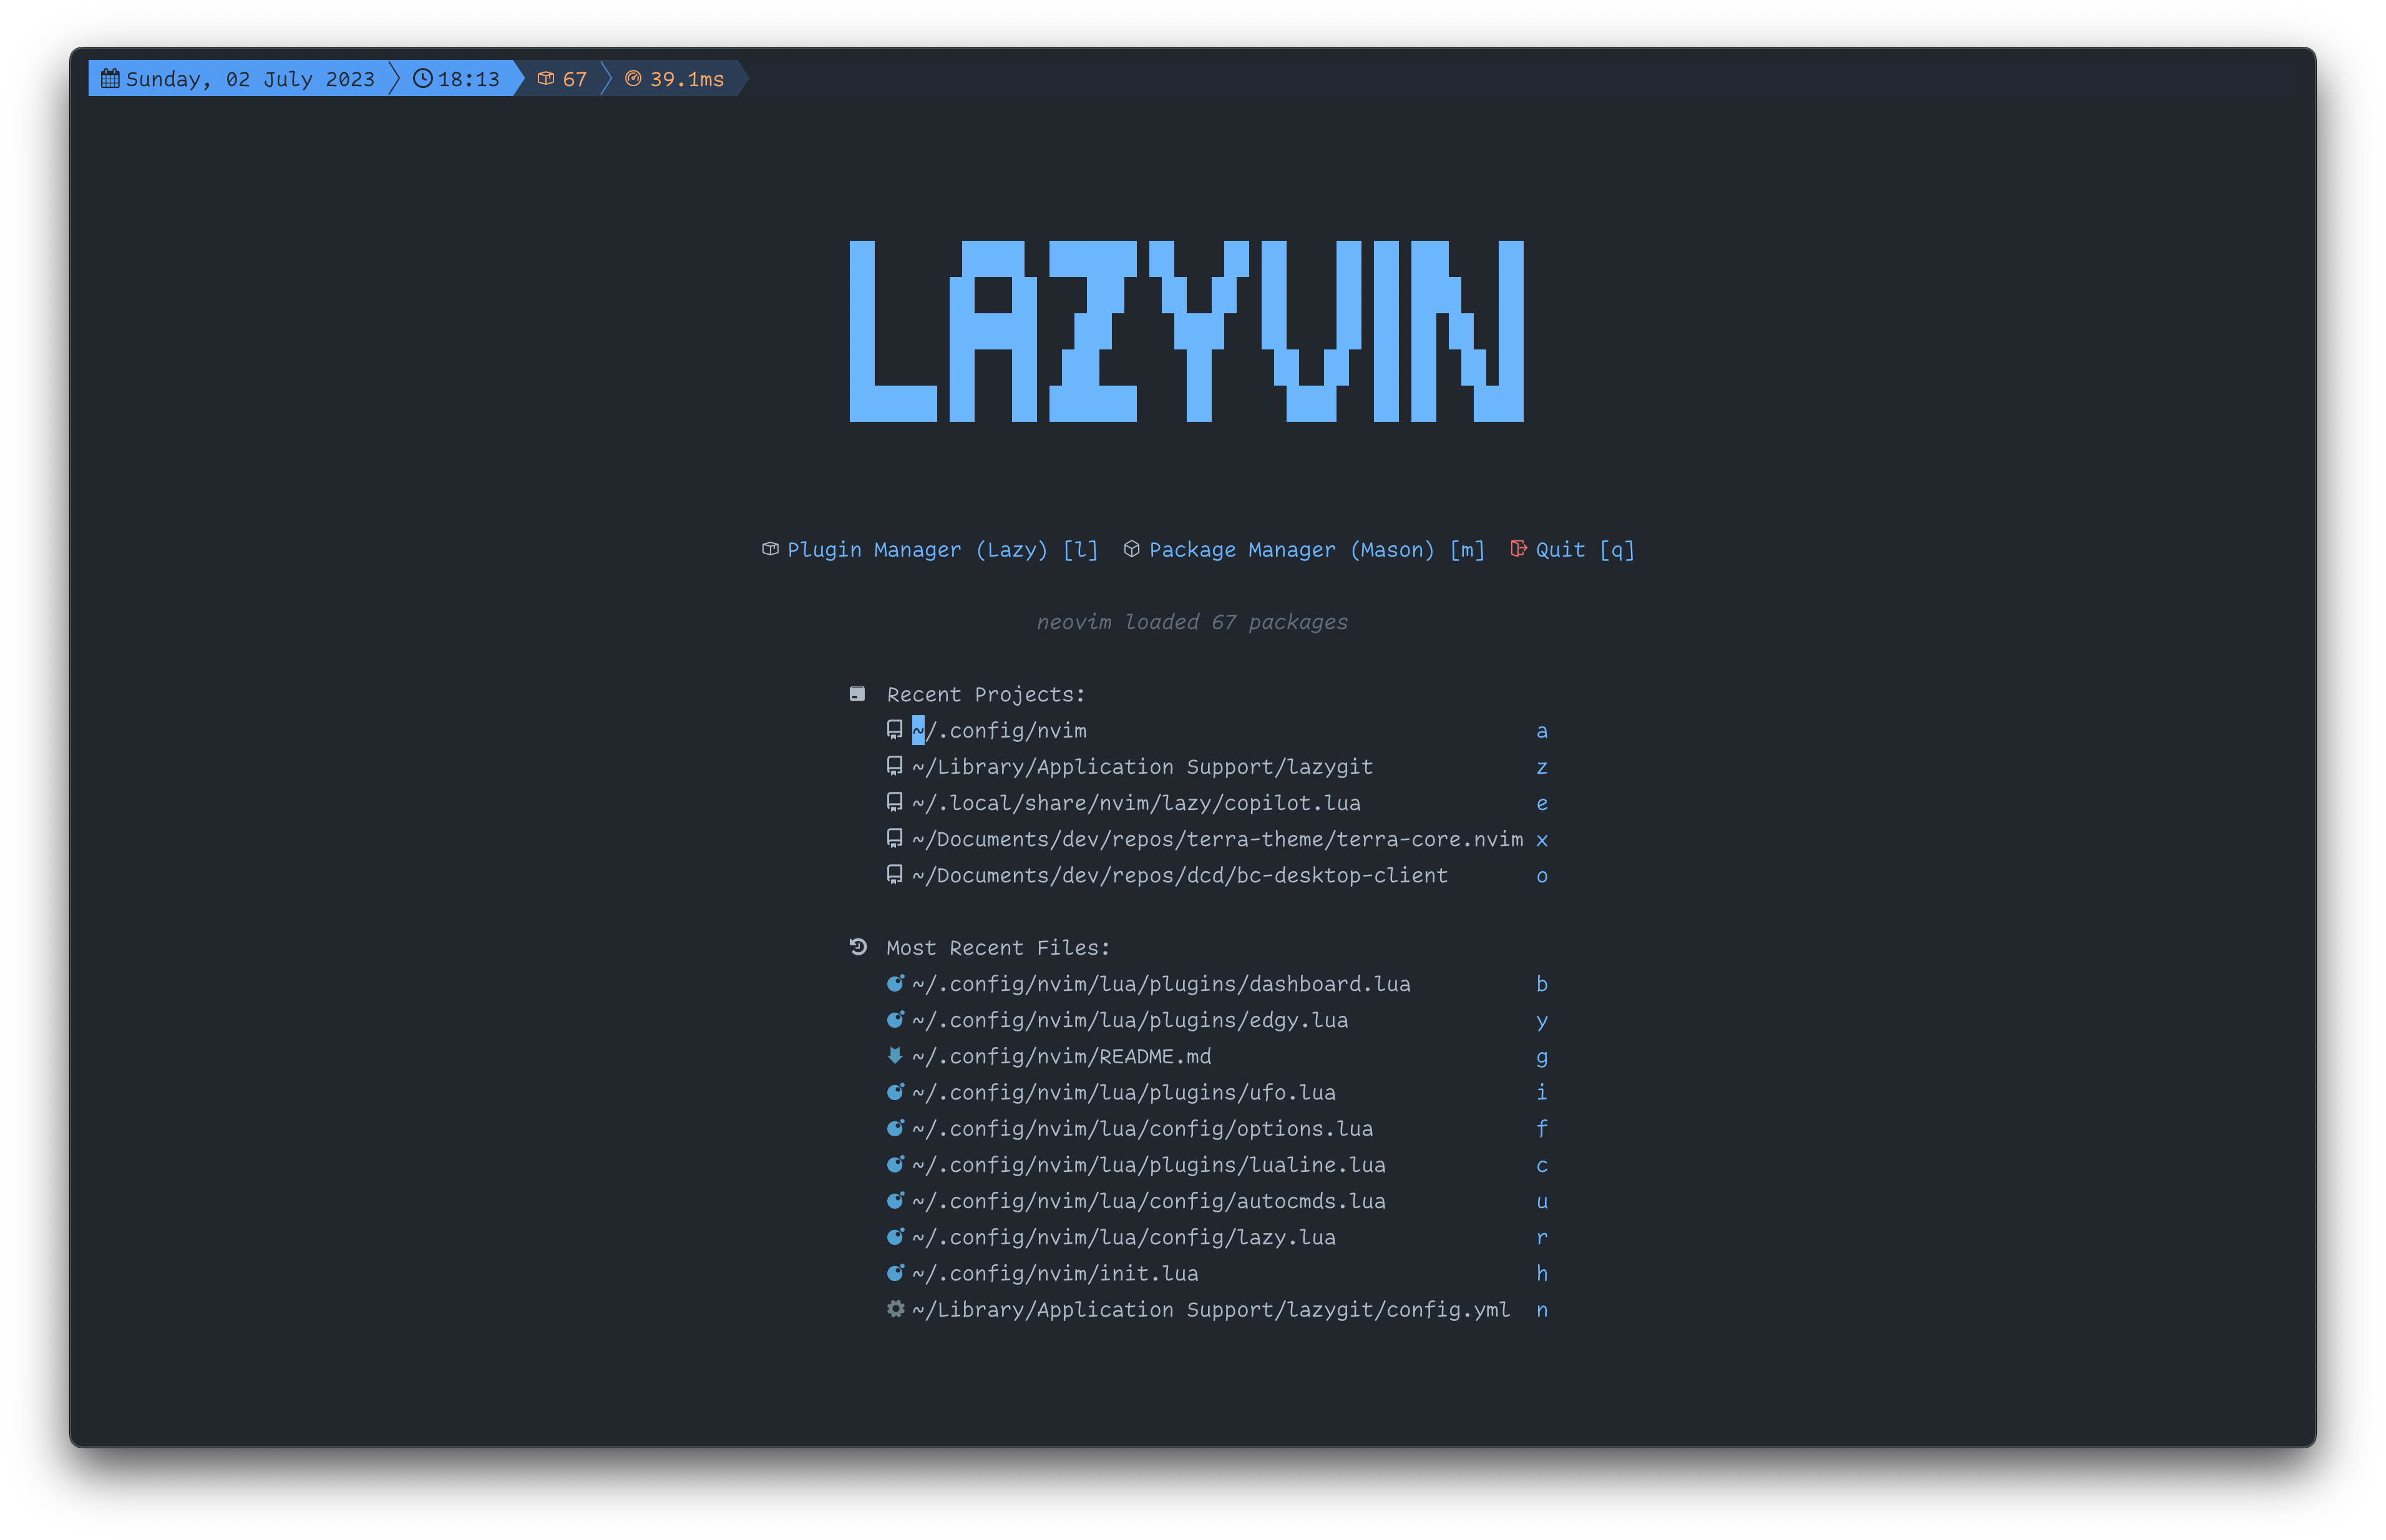 Sunday, 02 July 2023 18:13 67 39.1ms
LAZYVIN
Plugin Manager (Lazy) [l] Package Manager (Mason) [m] Quit [q]
neovim loaded 67 packages
Recent Projects:
~/.config/nvim a
~/Library/Application Support/lazygit z
~/.local/share/nvim/lazy/copilot.lua e
~/Documents/dev/repos/terra-theme/terra-core.nvim x
~/Documents/dev/repos/dcd/bc-desktop-client o
Most Recent Files:
~/.config/nvim/lua/plugins/dashboard.lua b
~/.config/nvim/lua/plugins/edgy.lua y
~/.config/nvim/README.md g
~/.config/nvim/lua/plugins/ufo.lua i
~/.config/nvim/lua/config/options.lua f
~/.config/nvim/lua/plugins/lualine.lua c
~/.config/nvim/lua/config/autocmds.lua u
~/.config/nvim/lua/config/lazy.lua r
~/.config/nvim/init.lua h
~/Library/Application Support/lazygit/config.yml n